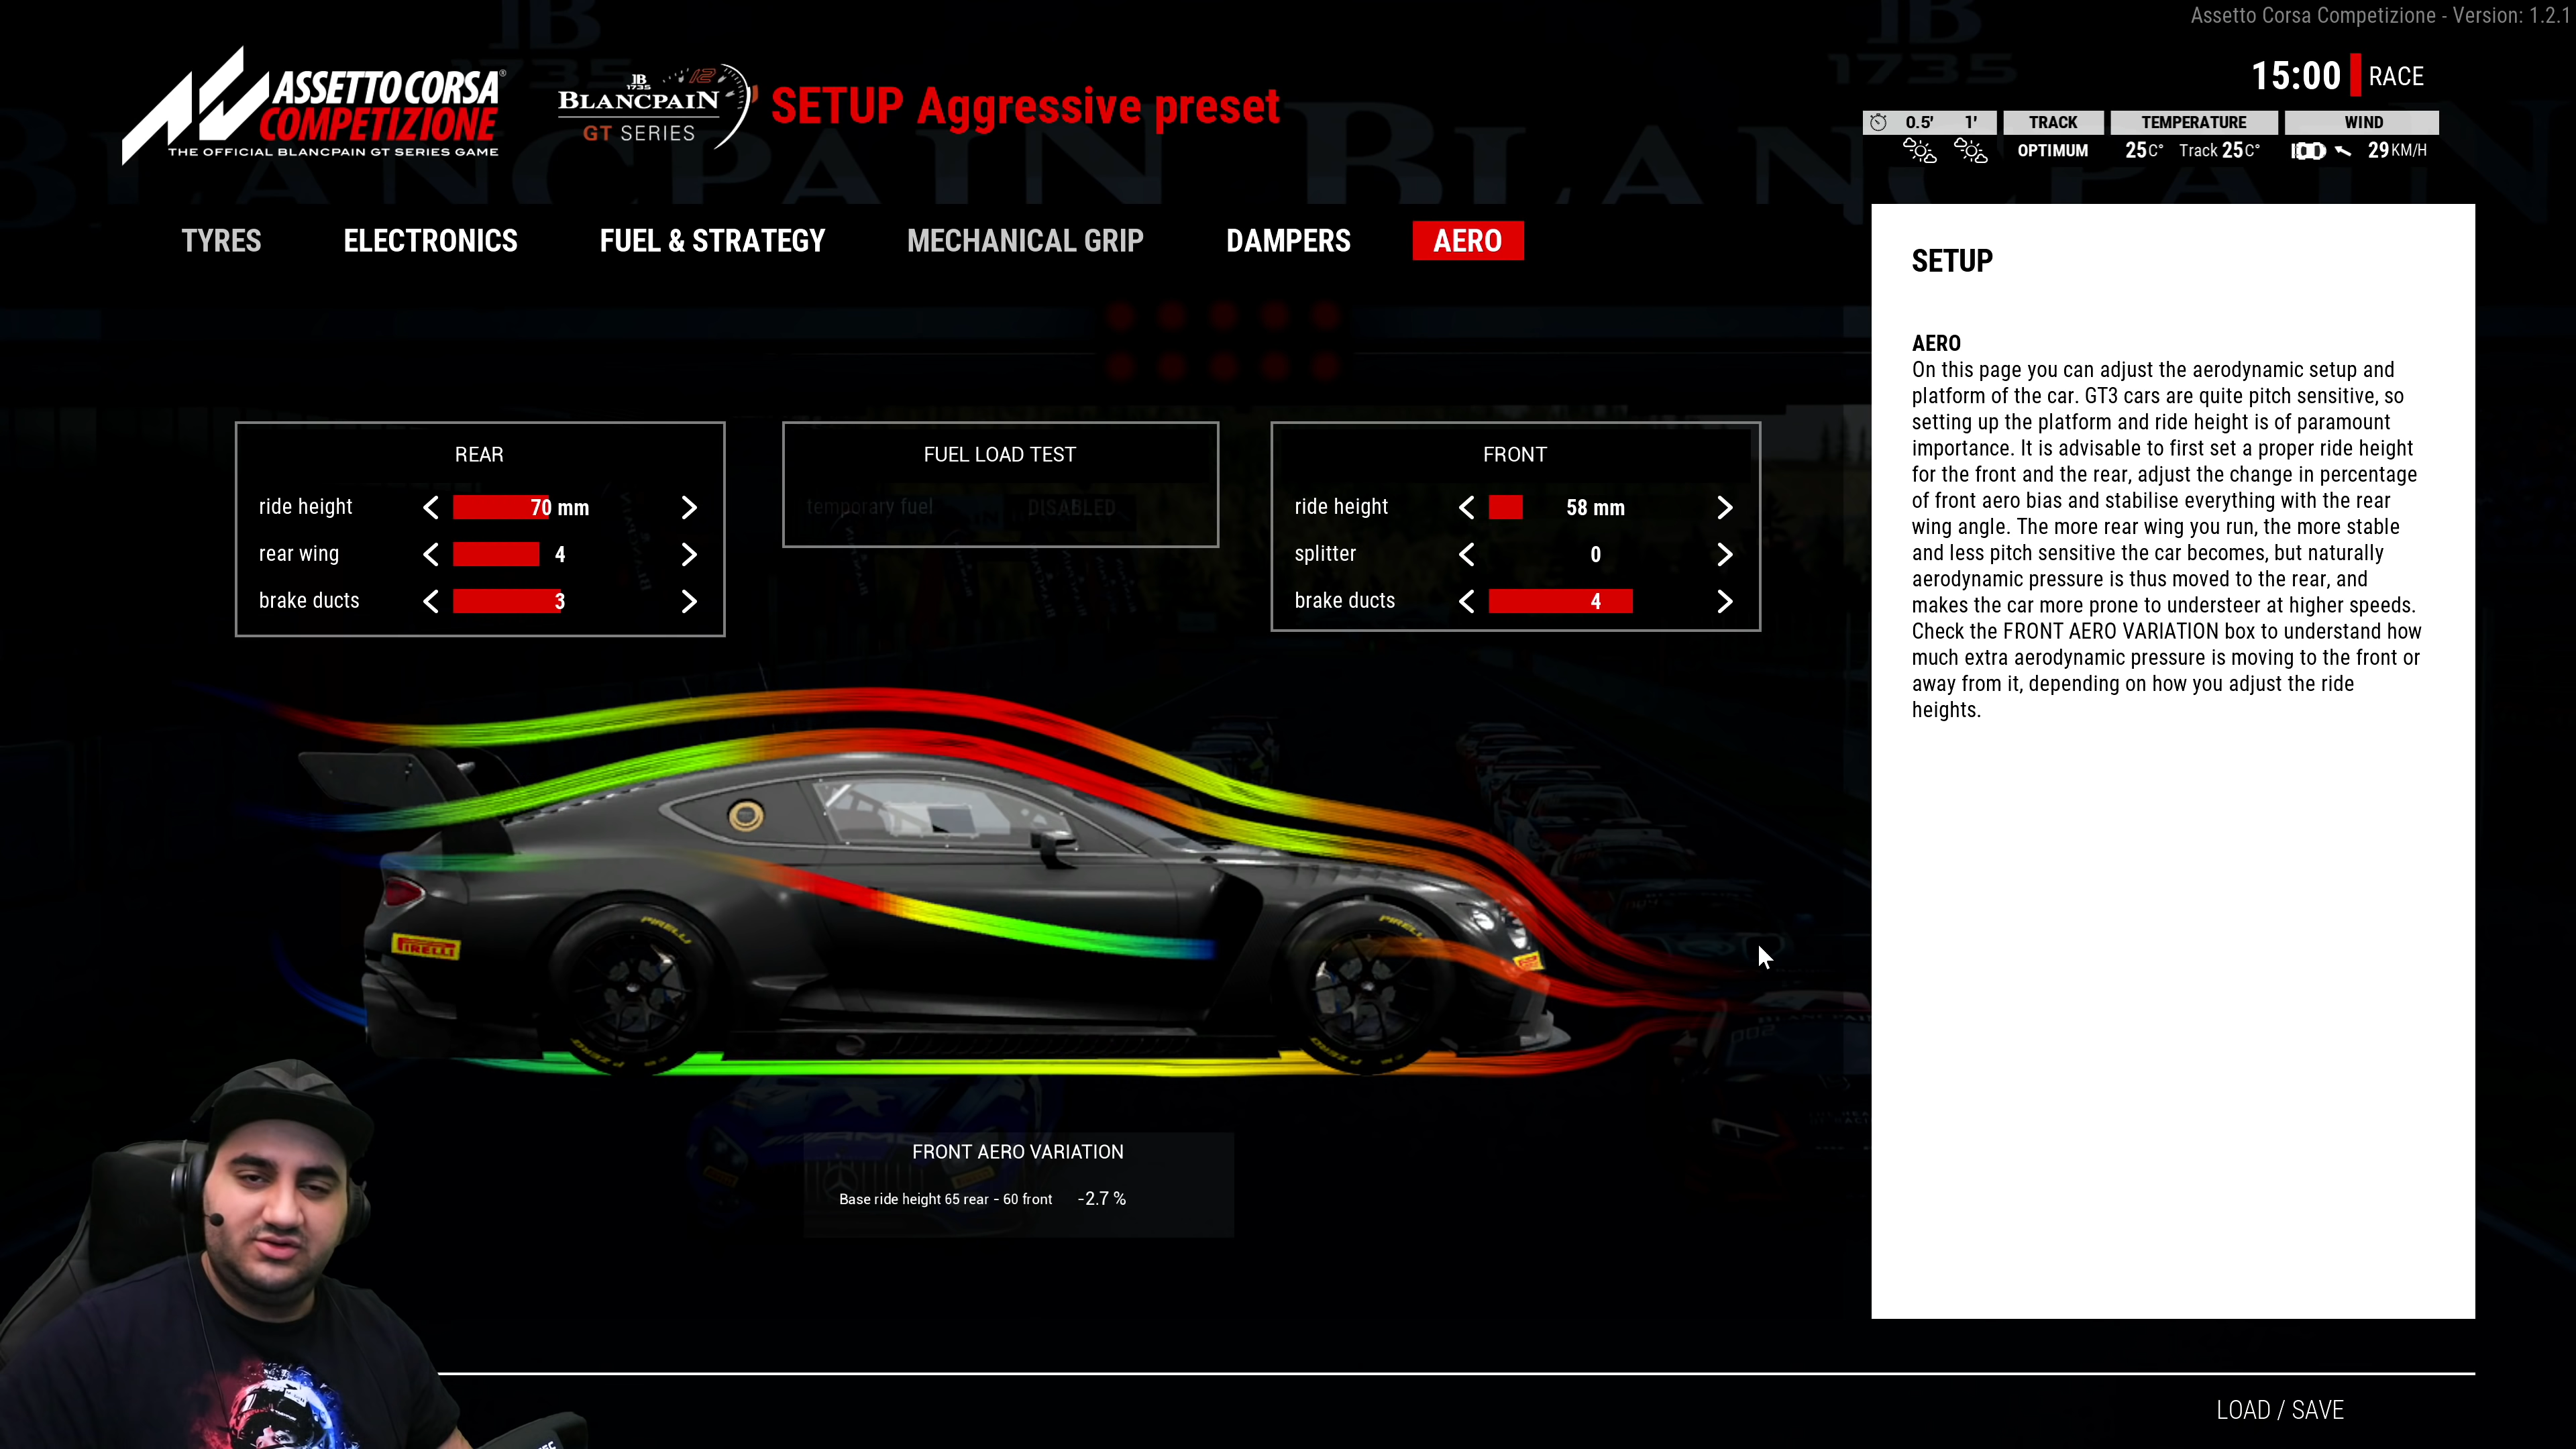 Assetto Corsa Competizione - Version: 1.2.1
ASSETTO CORSA
COMPETIZIONE
THE OFFICIAL BLANCPAIN GT SERIES GAME
JB
1735
BLANCPAIN
GT SERIES
SETUP Aggressive preset
15:00 RACE
0.5' 1' TRACK TEMPERATURE WIND
OPTIMUM 25C° Track 25C° 29KM/H
TYRES ELECTRONICS FUEL & STRATEGY MECHANICAL GRIP DAMPERS AERO
REAR
ride height 70 mm
rear wing 4
brake ducts 3
FUEL LOAD TEST
temporary fuel DISABLED
FRONT
ride height 58 mm
splitter 0
brake ducts 4
SETUP
AERO
On this page you can adjust the aerodynamic setup and
platform of the car. GT3 cars are quite pitch sensitive, so
setting up the platform and ride height is of paramount
importance. It is advisable to first set a proper ride height
for the front and the rear, adjust the change in percentage
of front aero bias and stabilise everything with the rear
wing angle. The more rear wing you run, the more stable
and less pitch sensitive the car becomes, but naturally
aerodynamic pressure is thus moved to the rear, and
makes the car more prone to understeer at higher speeds.
Check the FRONT AERO VARIATION box to understand how
much extra aerodynamic pressure is moving to the front or
away from it, depending on how you adjust the ride
heights.
PIRELLI
PIRELLI
PIRELLI
P ZERO
P ZERO
FRONT AERO VARIATION
Base ride height 65 rear - 60 front -2.7 %
LOAD / SAVE